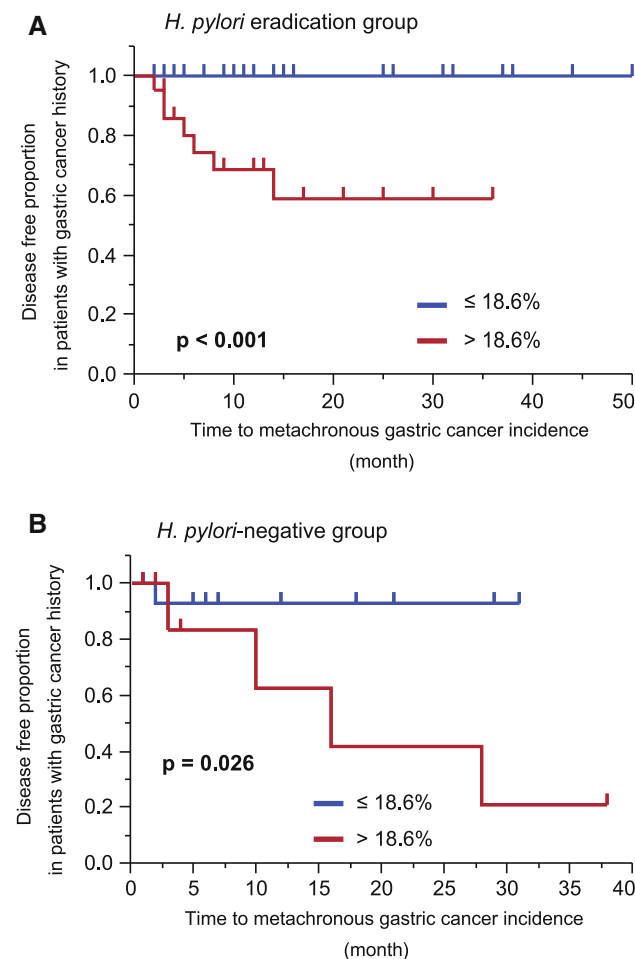 A
H. pylori eradication group
Disease free proportion
in patients with gastric cancer history
1.0
0.8
0.6
0.4
0.2
0.0
≤ 18.6%
> 18.6%
p < 0.001
0 10 20 30 40 50
Time to metachronous gastric cancer incidence
(month)
B
H. pylori-negative group
Disease free proportion
in patients with gastric cancer history
1.0
0.8
0.6
0.4
0.2
0.0
p = 0.026
≤ 18.6%
> 18.6%
0 5 10 15 20 25 30 35 40
Time to metachronous gastric cancer incidence
(month)